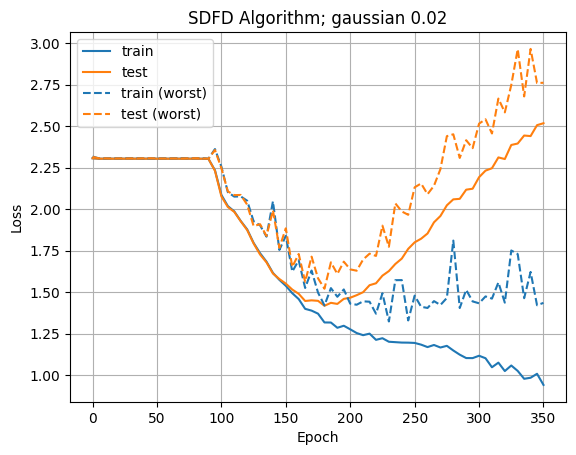 SDFD Algorithm; gaussian 0.02
train
test
train (worst)
test (worst)
3.00
2.75
2.50
2.25
2.00
1.75
1.50
1.25
1.00
Loss
0 50 100 150 200 250 300 350
Epoch